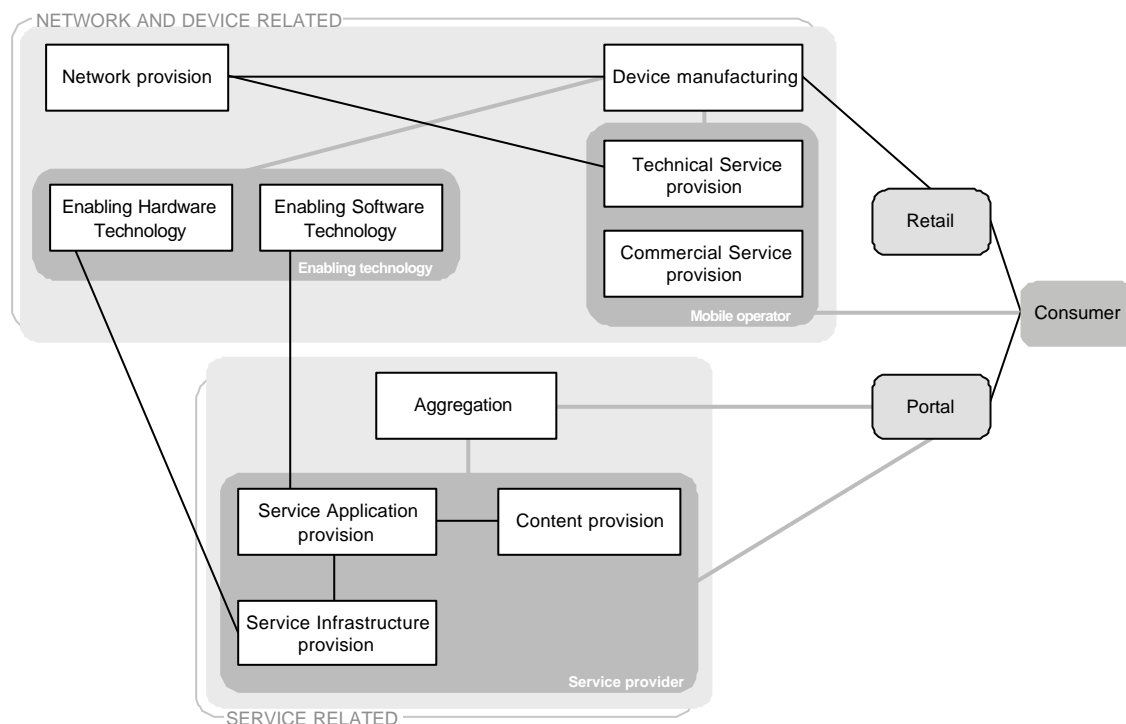 NETWORK AND DEVICE RELATED
Network provision
Device manufacturing
Technical Service
provision
Enabling Hardware
Technology
Enabling Software
Technology
Enabling technology
Commercial Service
provision
Mobile operator
Retail
Consumer
Portal
Aggregation
Service Application
provision
Content provision
Service Infrastructure
provision
Service provider
SERVICE RELATED